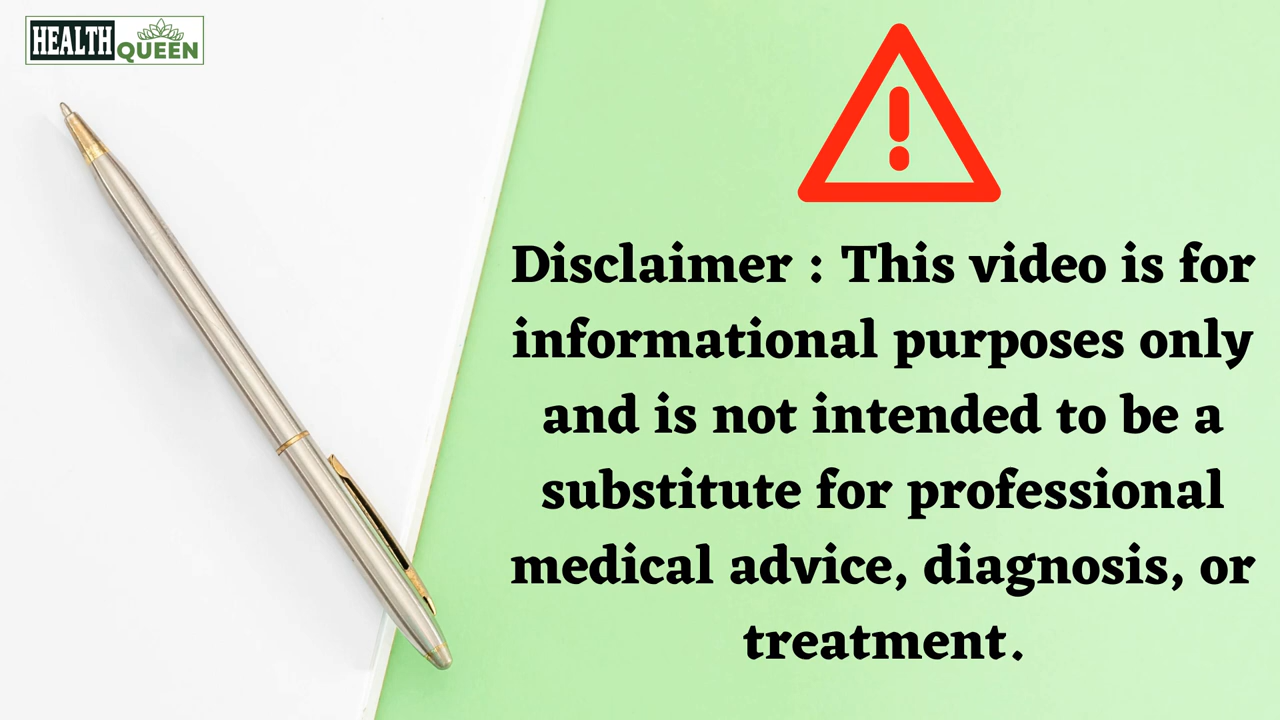 HEALTH
QUEEN
Disclaimer : This video is for
informational purposes only
and is not intended to be a
substitute for professional
medical advice, diagnosis, or
treatment.